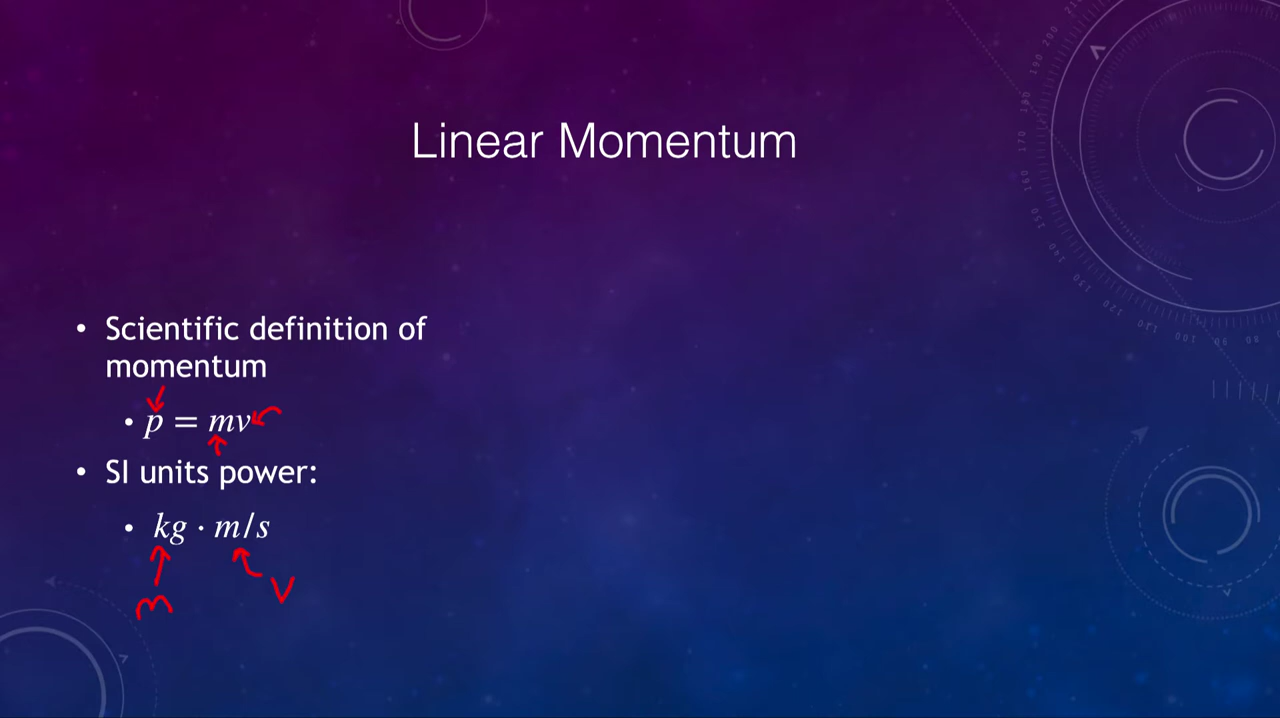 Linear Momentum
• Scientific definition of
momentum
• p = mv
• SI units power:
• kg · m/s
m
v